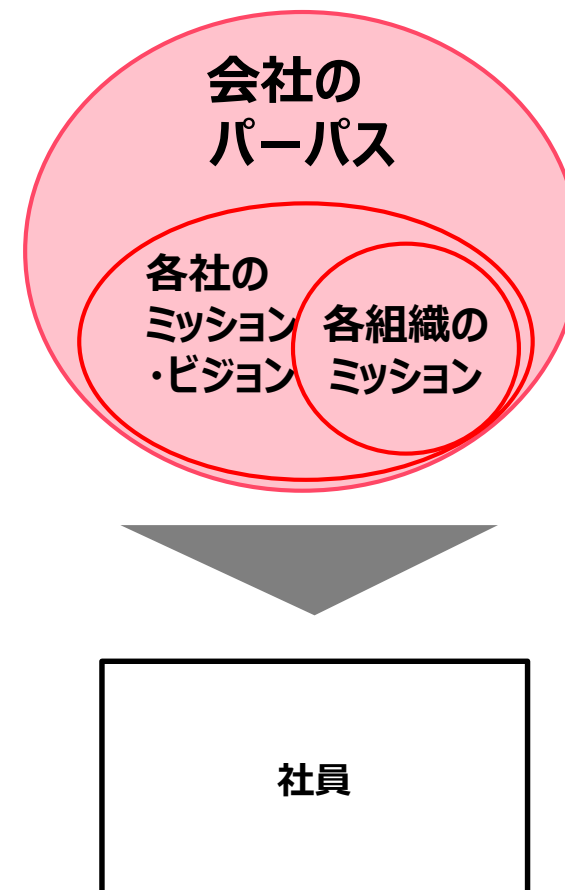 会社の
パーパス
各社の
ミッション
・ビジョン
各組織の
ミッション
社員